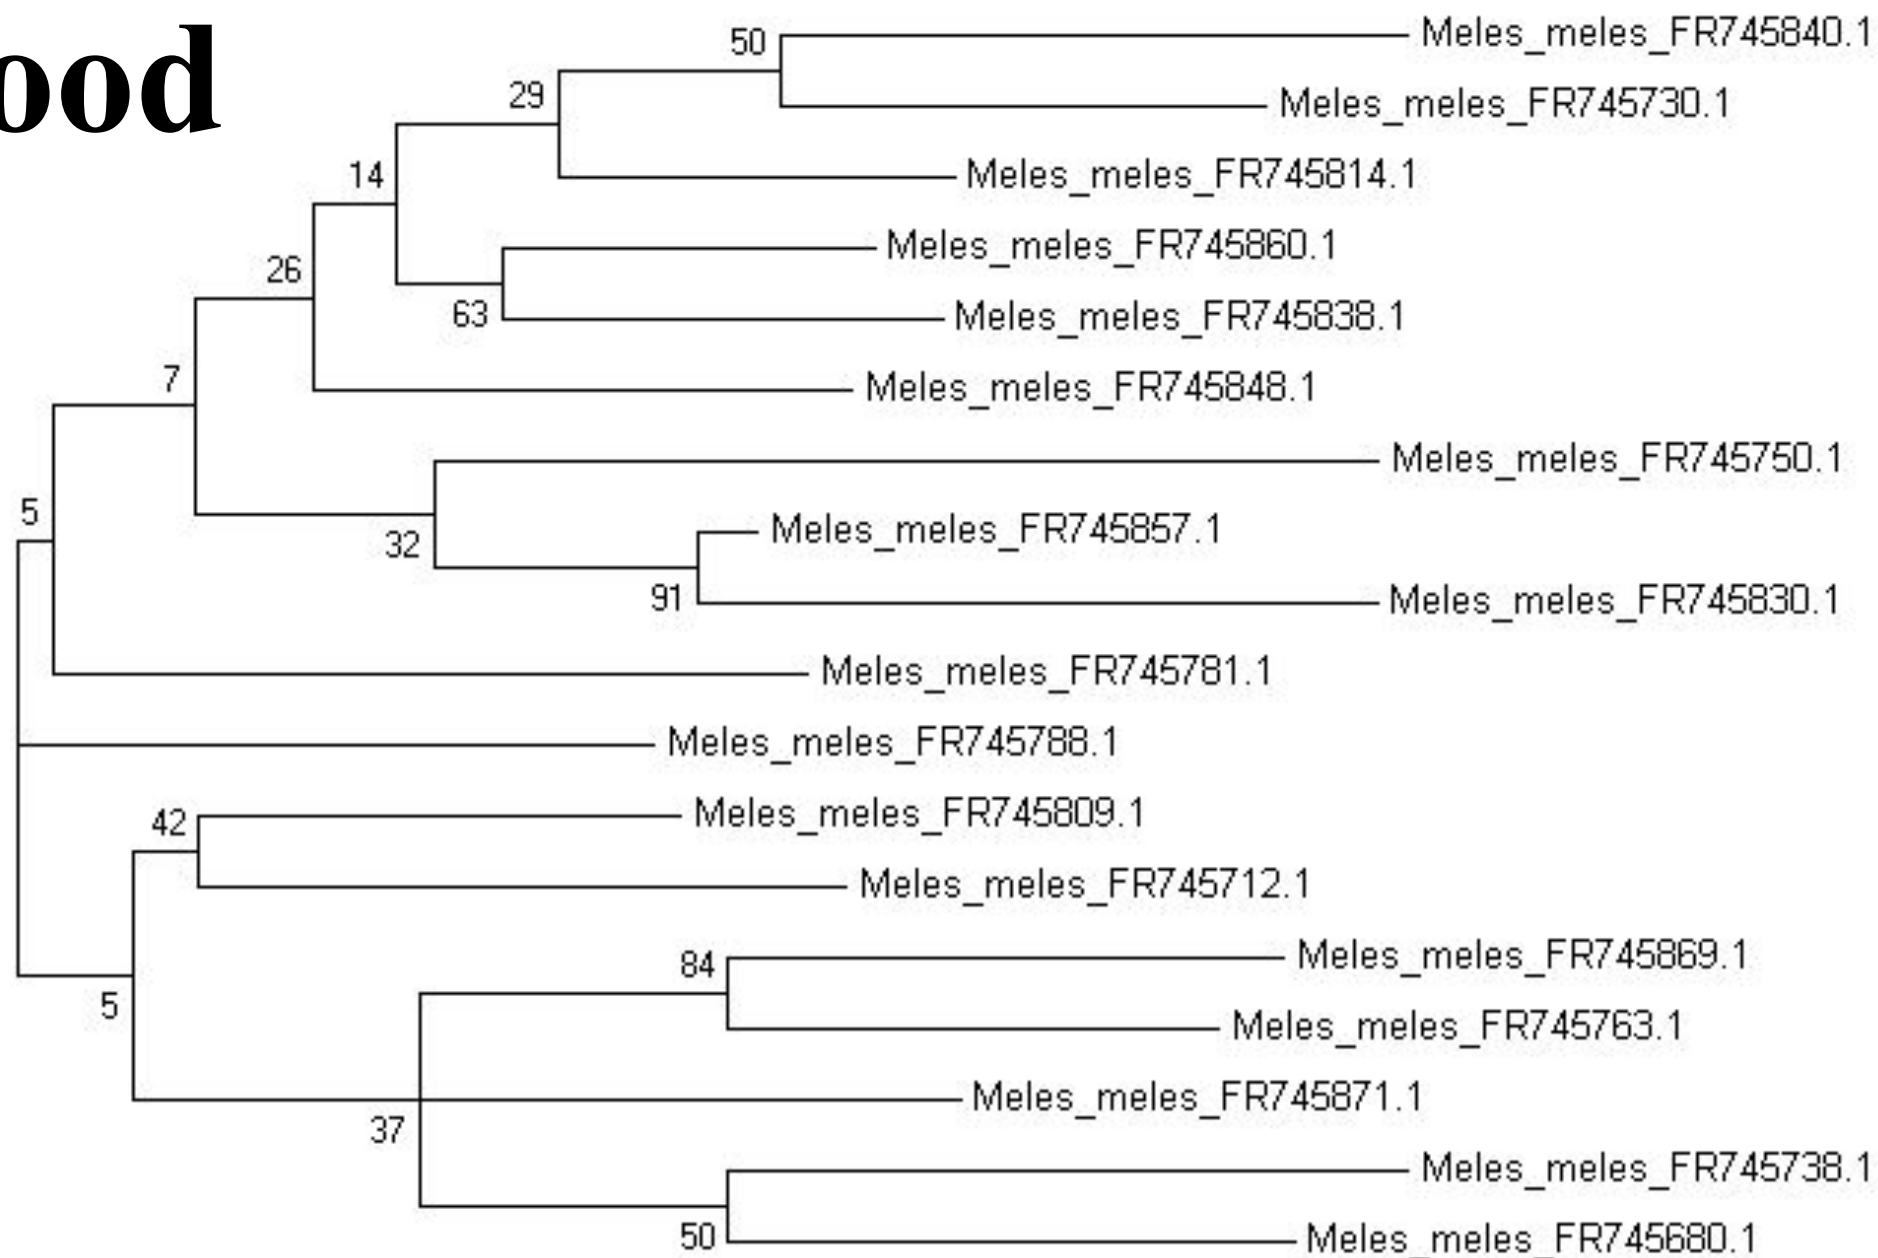 ood
50
Meles_meles_FR745840.1
29
Meles_meles_FR745730.1
14
Meles_meles_FR745814.1
26
Meles_meles_FR745860.1
63
Meles_meles_FR745838.1
7
Meles_meles_FR745848.1
5
Meles_meles_FR745750.1
32
Meles_meles_FR745857.1
91
Meles_meles_FR745830.1
Meles_meles_FR745781.1
Meles_meles_FR745788.1
42
Meles_meles_FR745809.1
Meles_meles_FR745712.1
84
Meles_meles_FR745869.1
5
Meles_meles_FR745763.1
Meles_meles_FR745871.1
37
Meles_meles_FR745738.1
50
Meles_meles_FR745680.1